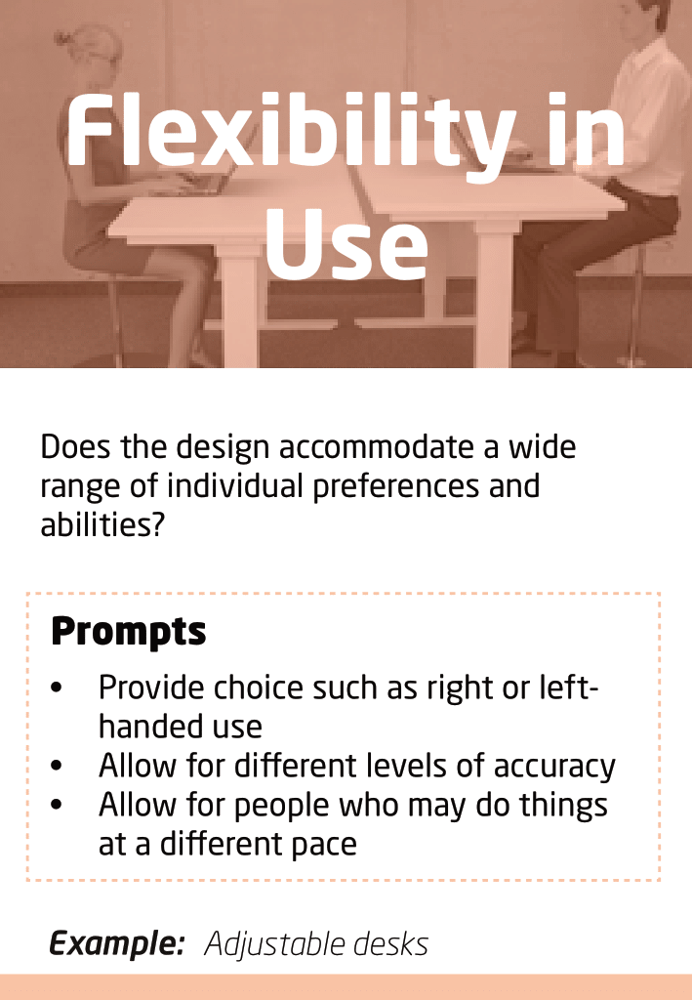 Flexibility in
Use
Does the design accommodate a wide
range of individual preferences and
abilities?
Prompts
• Provide choice such as right or left-
handed use
• Allow for different levels of accuracy
• Allow for people who may do things
at a different pace
Example: Adjustable desks